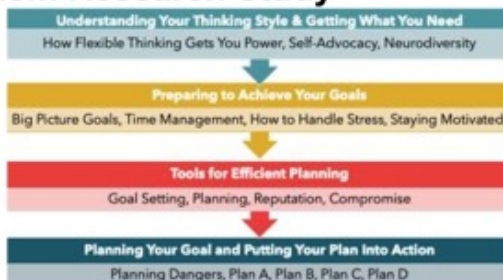 Understanding Your Thinking Style & Getting What You Need
How Flexible Thinking Gets You Power, Self-Advocacy, Neurodiversity
Preparing to Achieve Your Goals
Big Picture Goals, Time Management, How to Handle Stress, Staying Motivated
Tools for Efficient Planning
Goal Setting, Planning, Reputation, Compromise
Planning Your Goal and Putting Your Plan Into Action
Planning Dangers, Plan A, Plan B, Plan C, Plan D